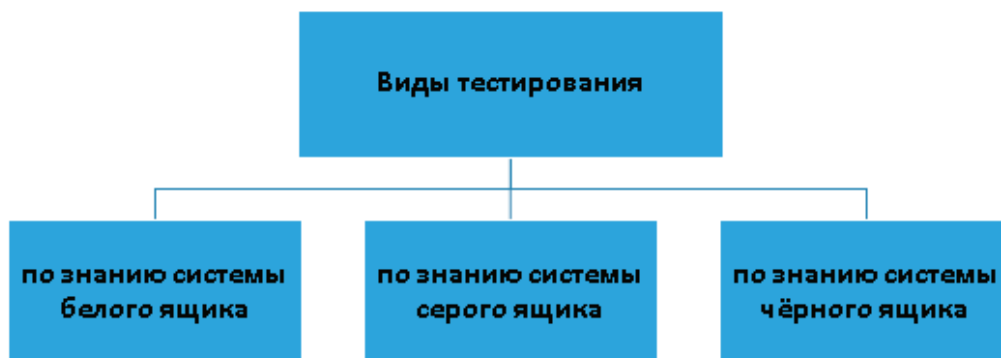 Виды тестирования
по знанию системы
белого ящика
по знанию системы
серого ящика
по знанию системы
чёрного ящика